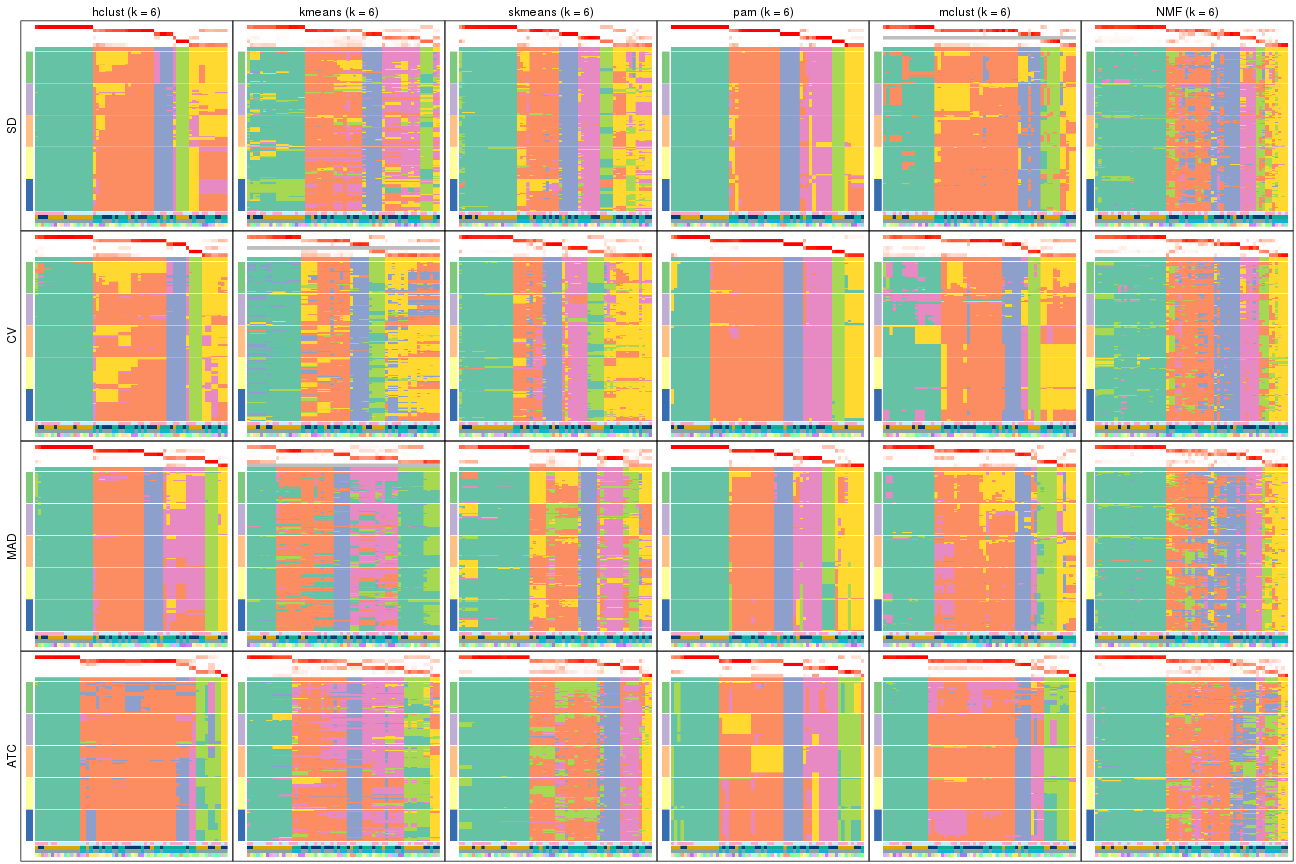 hclust (k = 6) kmeans (k = 6) skmeans (k = 6) pam (k = 6) mclust (k = 6) NMF (k = 6)
SD
CV
MAD
ATC